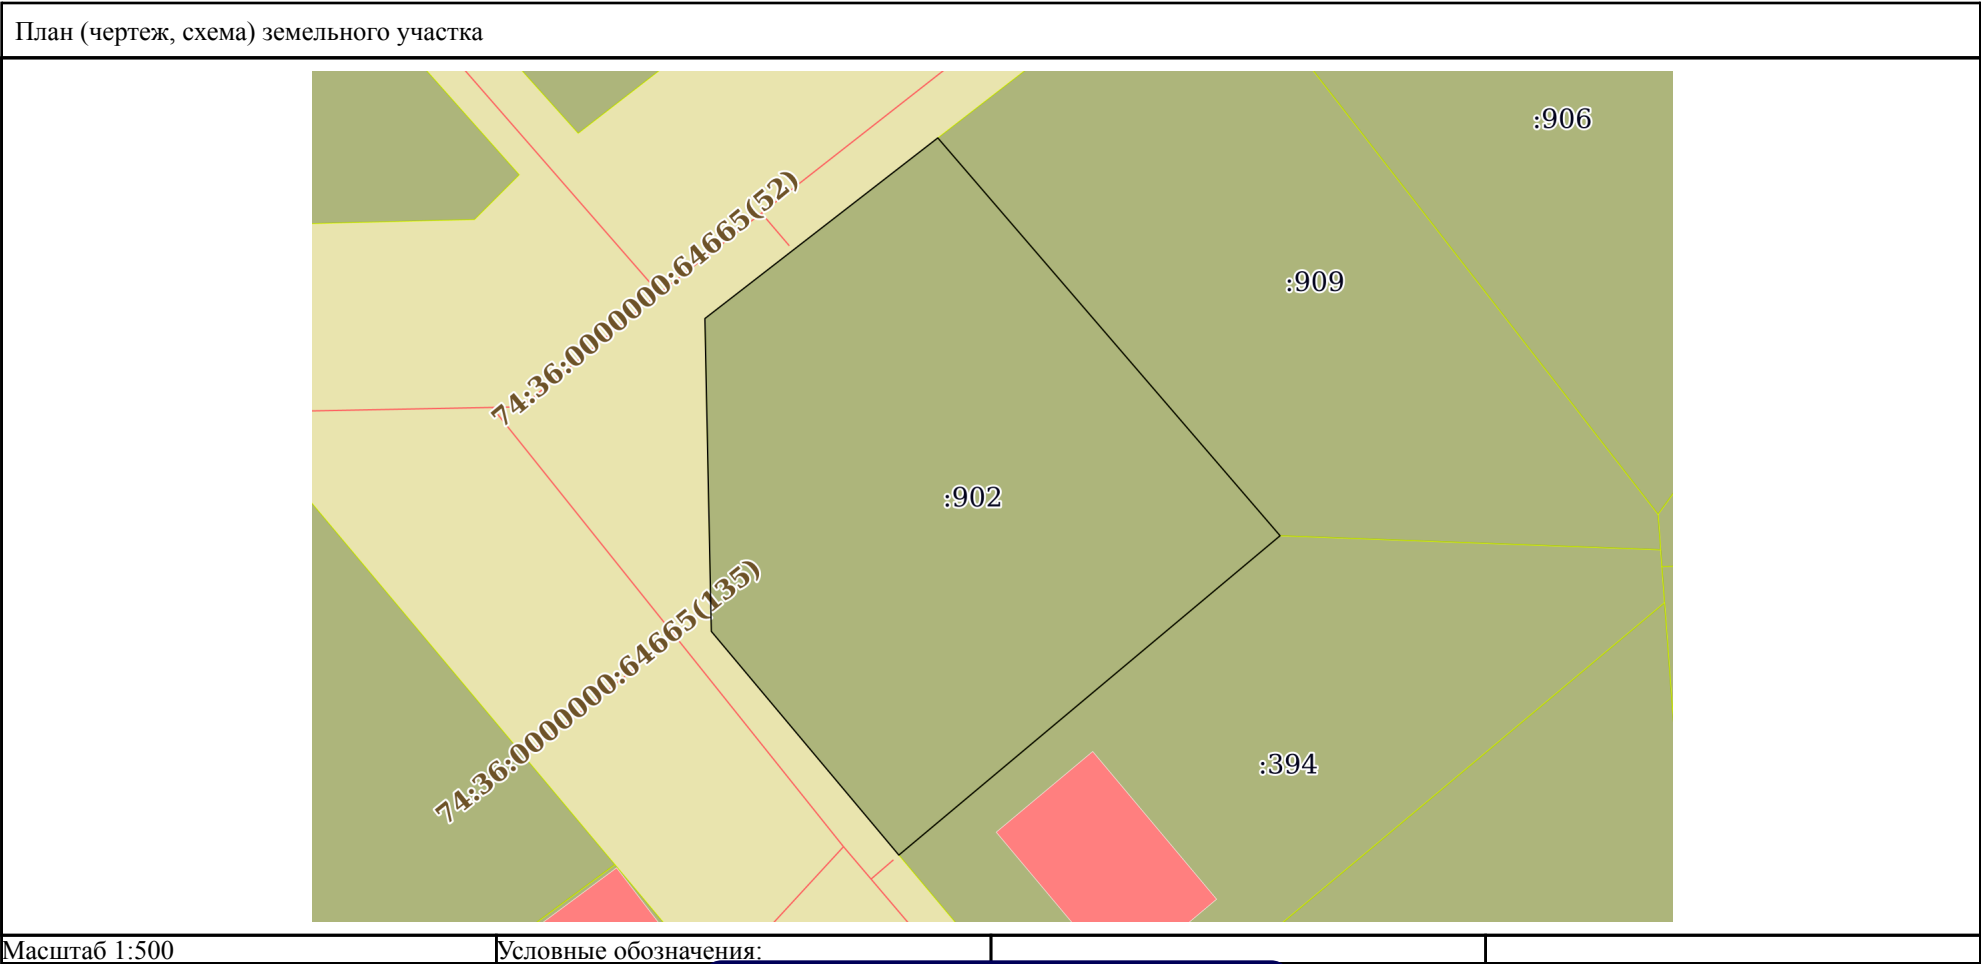 План (чертеж, схема) земельного участка
:906
74:36:0000000:64665(52)
:909
:902
74:36:0000000:64665(135)
:394
Масштаб 1:500
Условные обозначения: